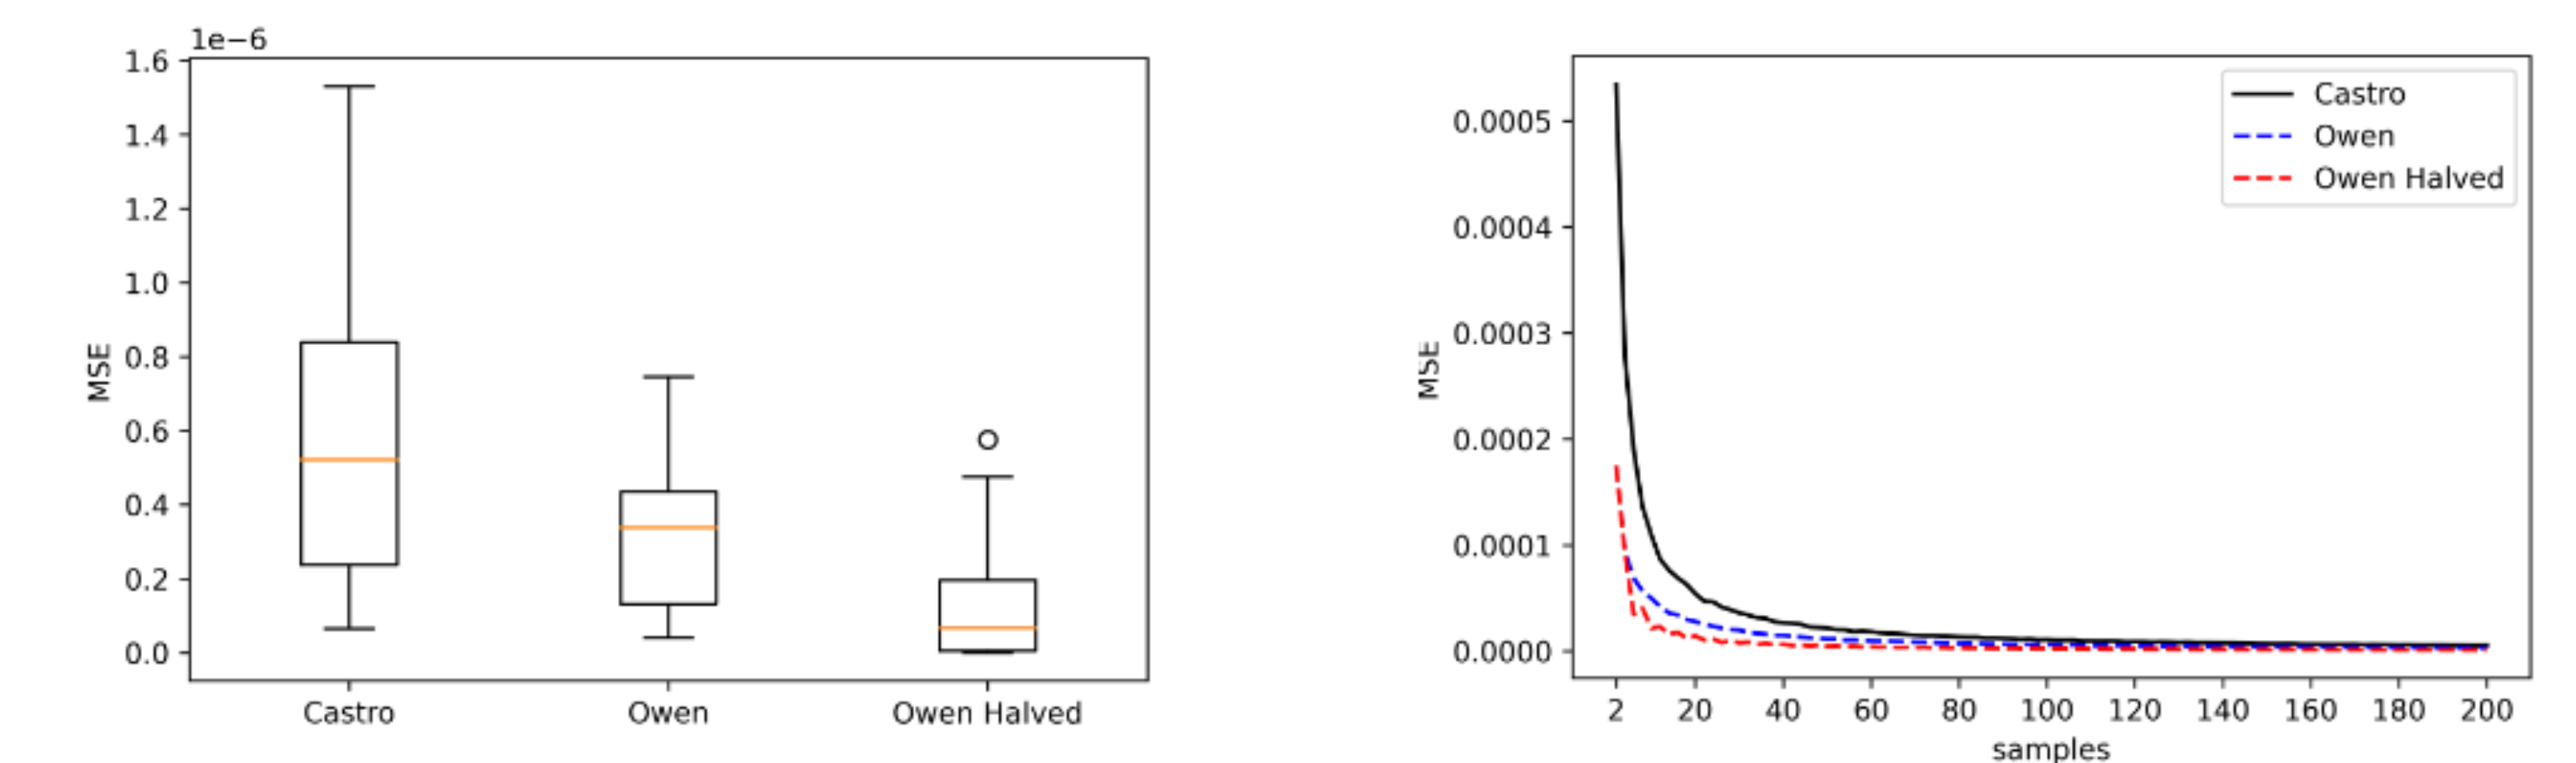 1e−6
1.6
1.4
1.2
1.0
0.8
0.6
0.4
0.2
0.0
MSE
Castro Owen Owen Halved
0.0005
0.0004
0.0003
0.0002
0.0001
0.0000
MSE
Castro
Owen
Owen Halved
2 20 40 60 80 100 120 140 160 180 200
samples